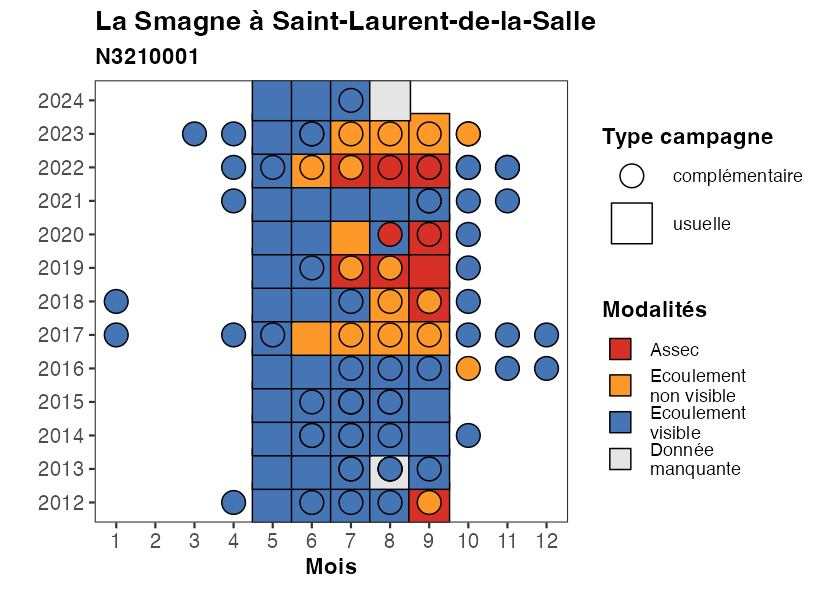 La Smagne à Saint-Laurent-de-la-Salle
N3210001
2024
2023
2022
2021
2020
2019
2018
2017
2016
2015
2014
2013
2012
1 2 3 4 5 6 7 8 9 10 11 12
Mois
Type campagne
complémentaire
usuelle
Modalités
Assec
Ecoulement
non visible
Ecoulement
visible
Donnée
manquante